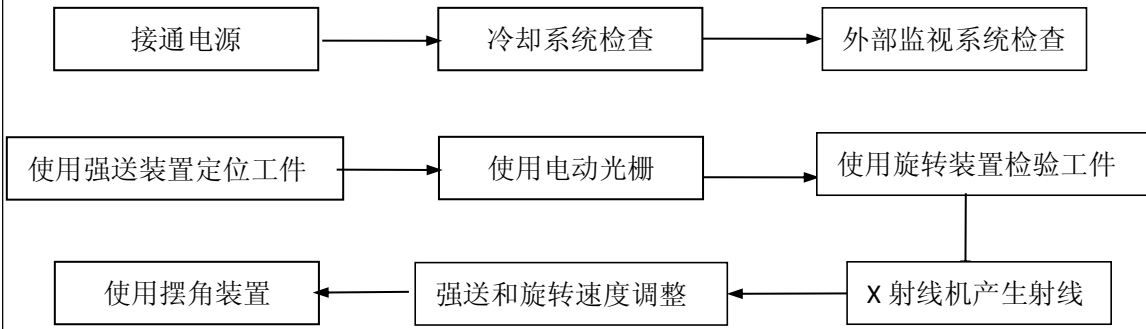 接通电源
冷却系统检查
外部监视系统检查
使用强送装置定位工件
使用电动光栅
使用旋转装置检验工件
使用摆角装置
强送和旋转速度调整
X 射线机产生射线